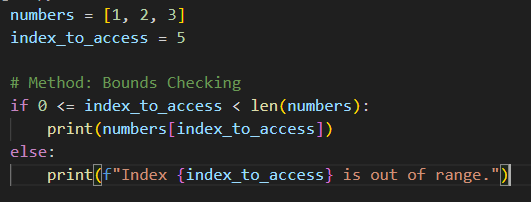 numbers = [1, 2, 3]
index_to_access = 5

# Method: Bounds Checking
if 0 <= index_to_access < len(numbers):
    print(numbers[index_to_access])
else:
    print(f"Index {index_to_access} is out of range.")